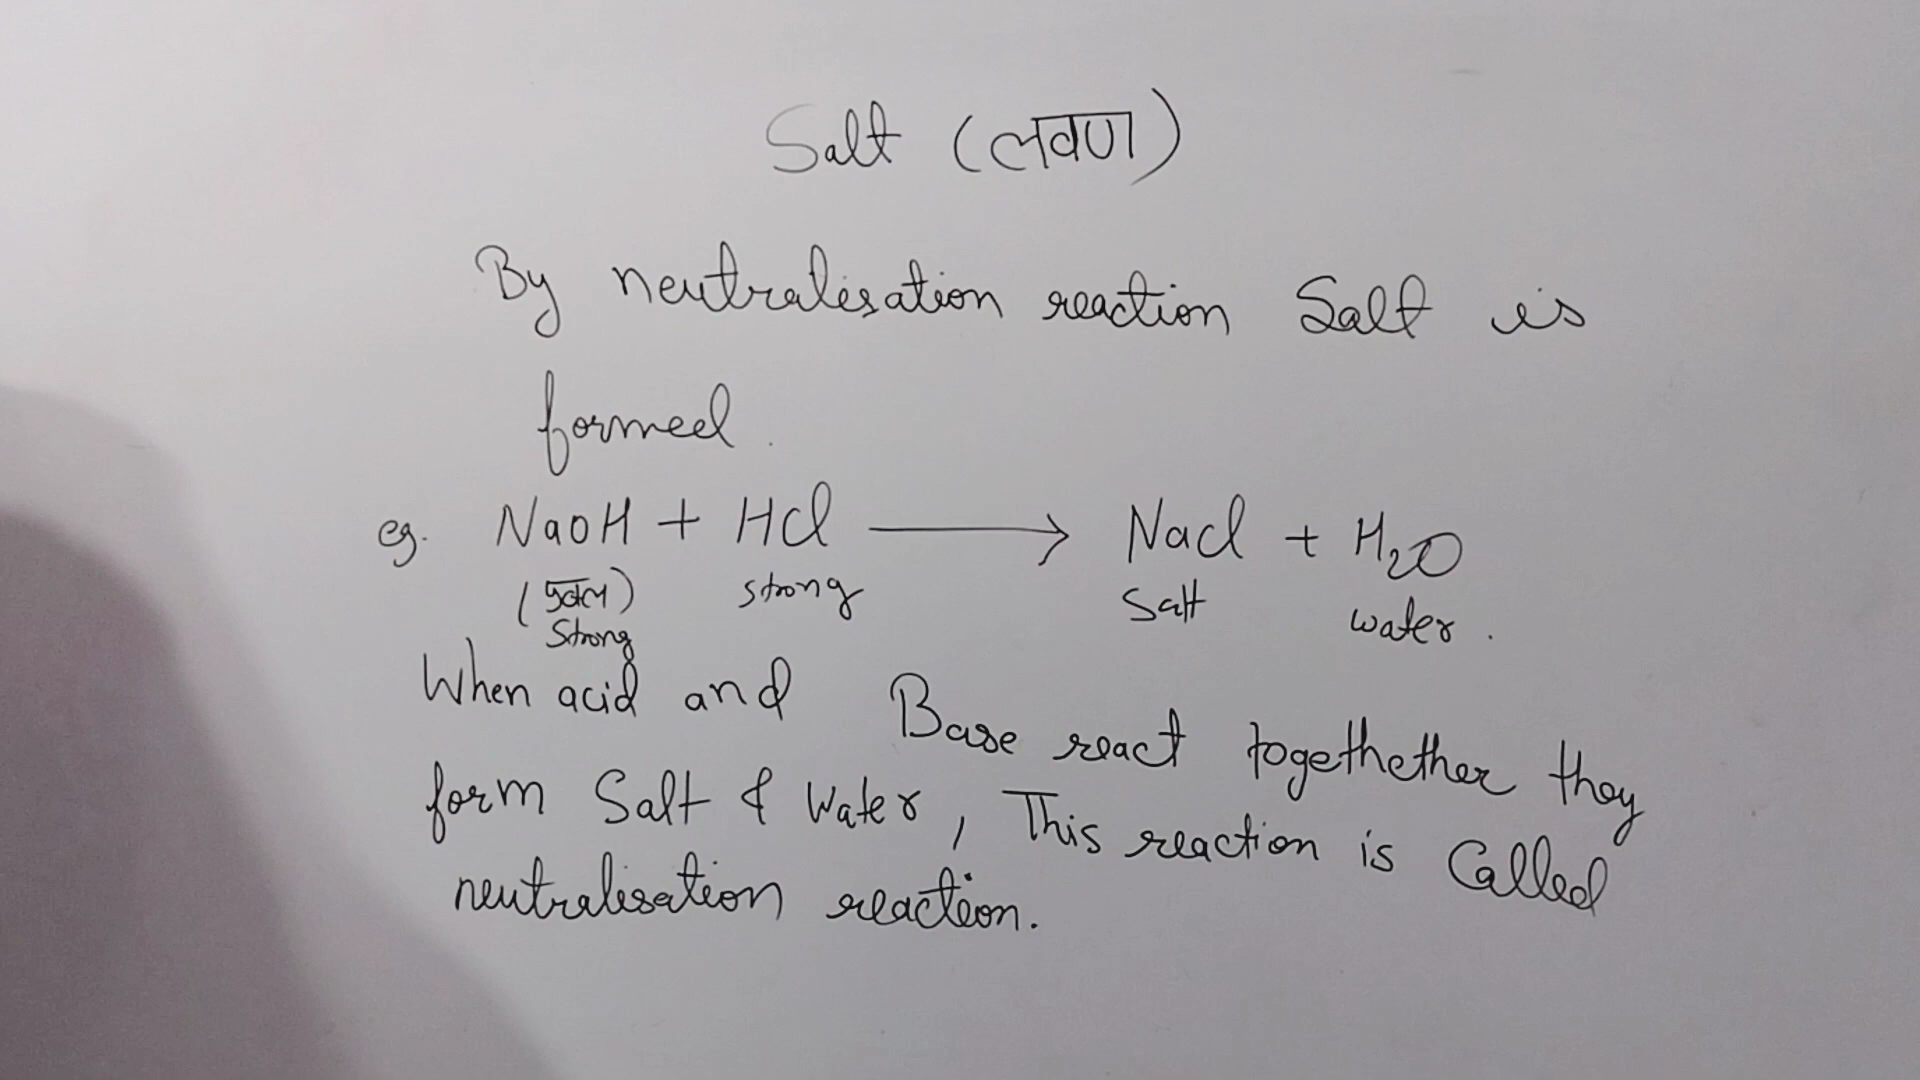 Salt (लवण)
By neutralisation reaction Salt is
formed.
eg. NaOH + HCl ⟶ Nacl + H₂O
(प्रबल) strong Salt water.
Strong
When acid and Base react togethether they
form Salt & Water, This reaction is Called
neutralisation reaction.